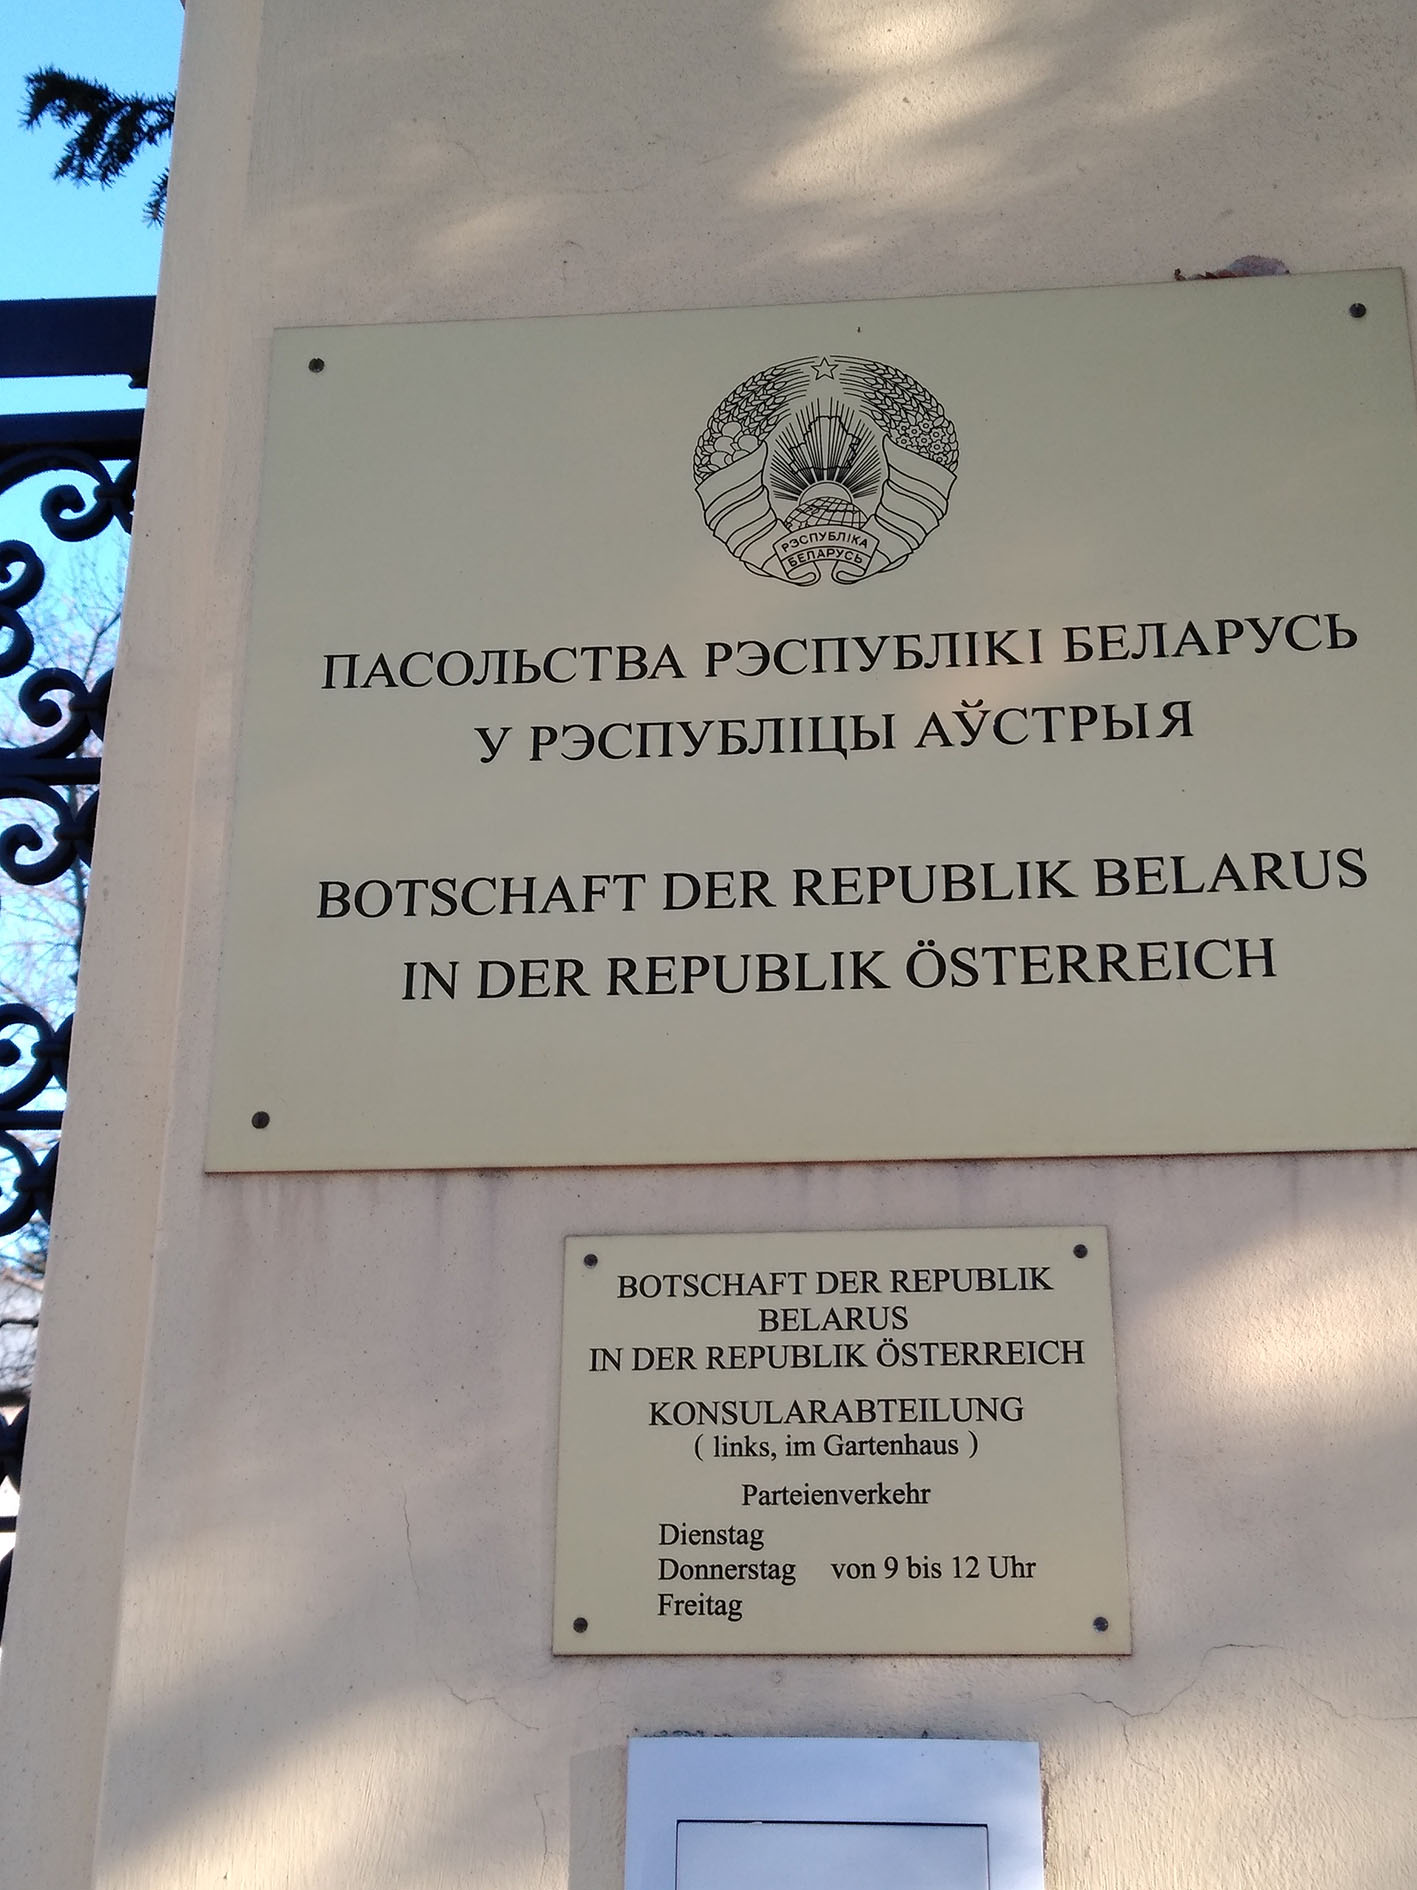 РЭСПУБЛІКА
БЕЛАРУСЬ
ПАСОЛЬСТВА РЭСПУБЛІКІ БЕЛАРУСЬ
У РЭСПУБЛІЦЫ АЎСТРЫЯ
BOTSCHAFT DER REPUBLIK BELARUS
IN DER REPUBLIK ÖSTERREICH
BOTSCHAFT DER REPUBLIK
BELARUS
IN DER REPUBLIK ÖSTERREICH
KONSULARABTEILUNG
( links, im Gartenhaus )
Parteienverkehr
Dienstag
Donnerstag von 9 bis 12 Uhr
Freitag